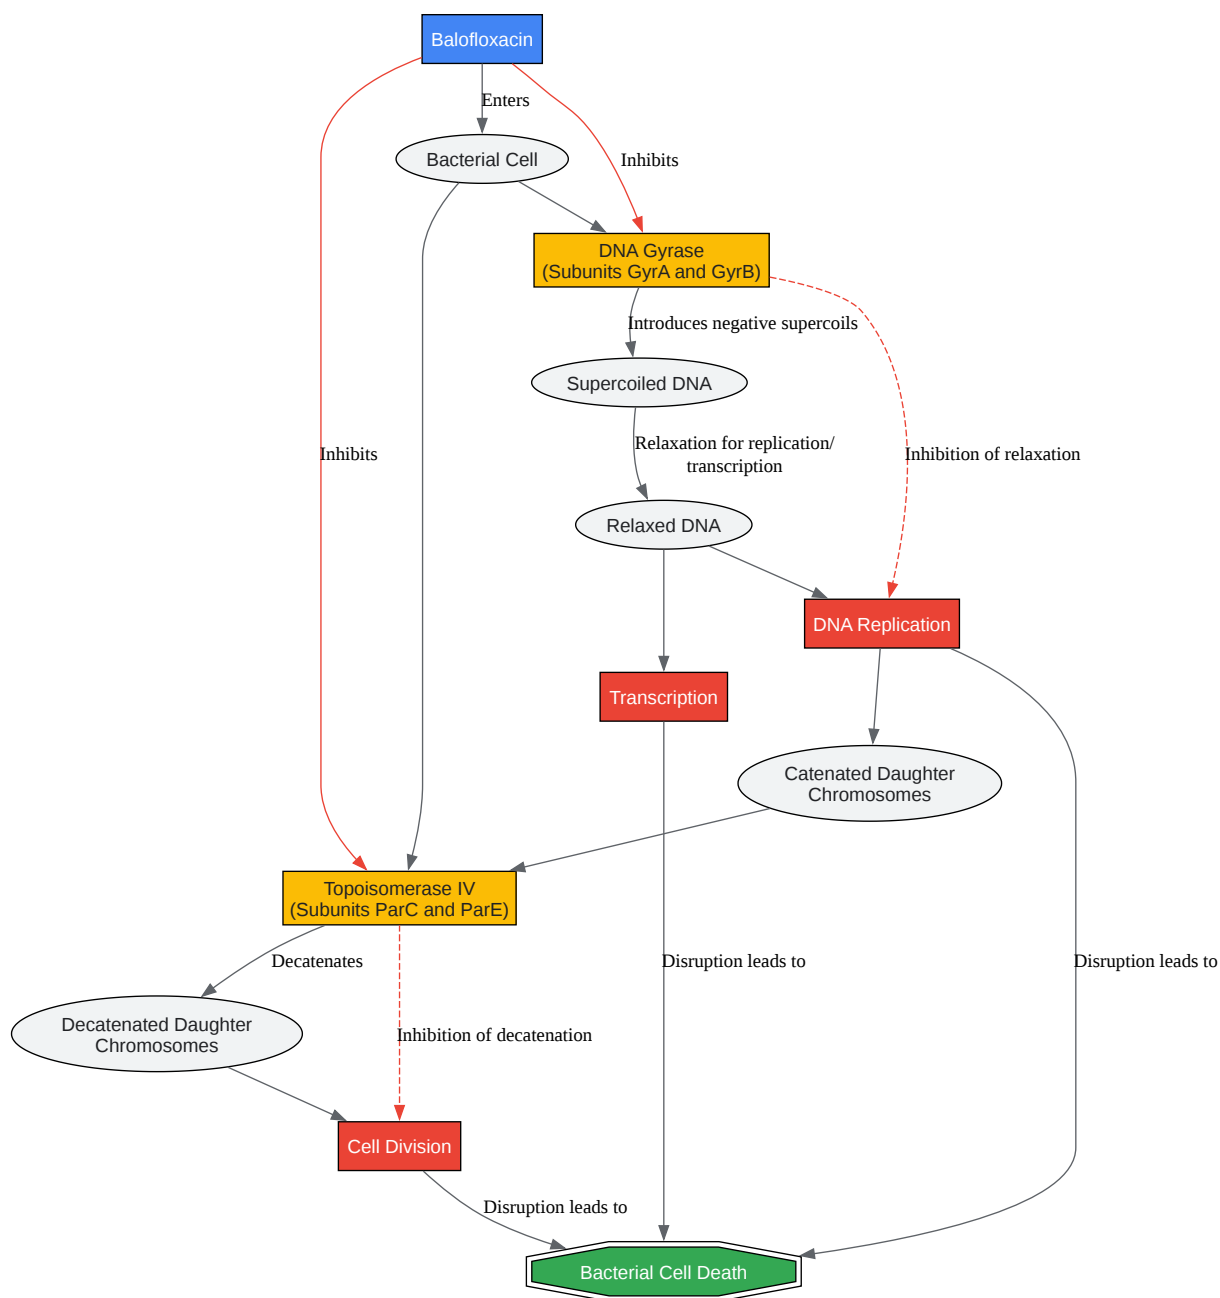 Balofloxacin
Enters
Bacterial Cell
Inhibits
DNA Gyrase
(Subunits GyrA and GyrB)
Introduces negative supercoils
Supercoiled DNA
Relaxation for replication/
transcription
Inhibits
Inhibition of relaxation
Relaxed DNA
DNA Replication
Transcription
Catenated Daughter
Chromosomes
Topoisomerase IV
(Subunits ParC and ParE)
Decatenates
Disruption leads to
Disruption leads to
Decatenated Daughter
Chromosomes
Inhibition of decatenation
Cell Division
Disruption leads to
Bacterial Cell Death